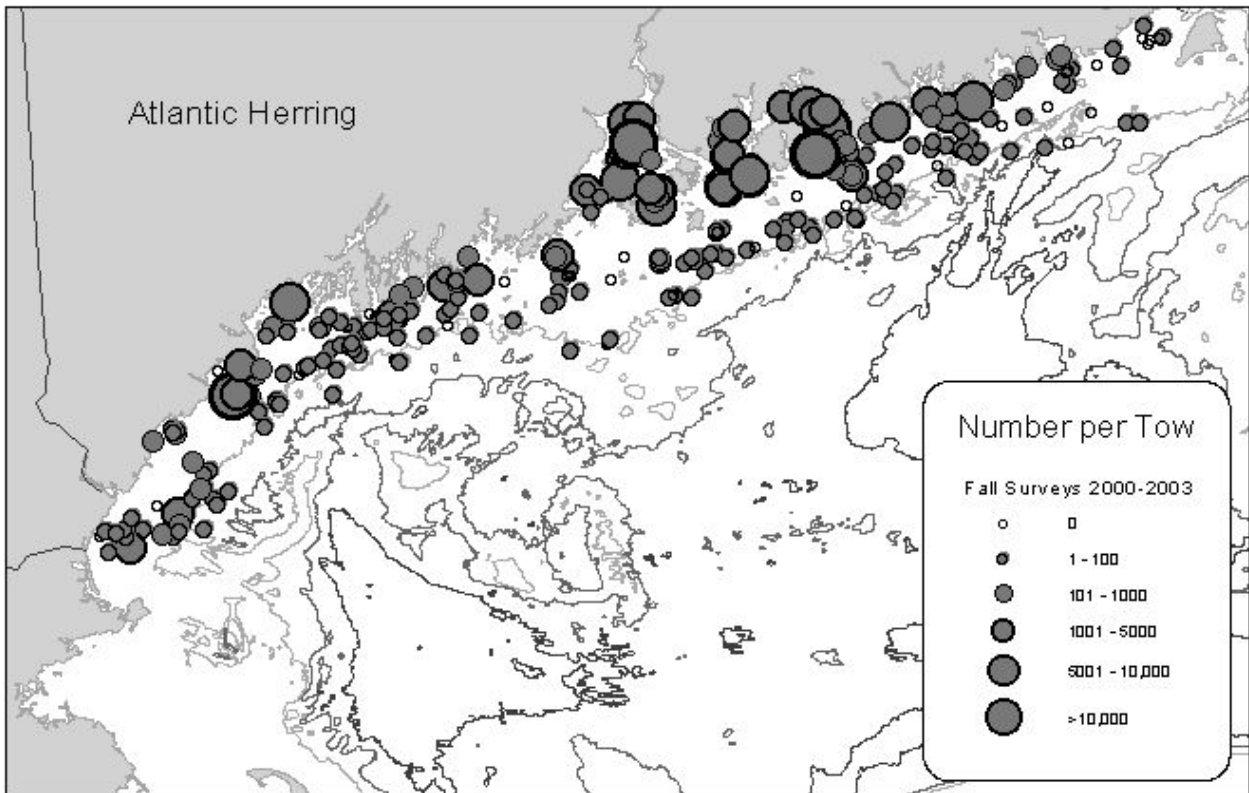 Atlantic Herring
Number per Tow
Fall Surveys 2000-2003
0
1 - 100
101 - 1000
1001 - 5000
5001 - 10,000
>10,000